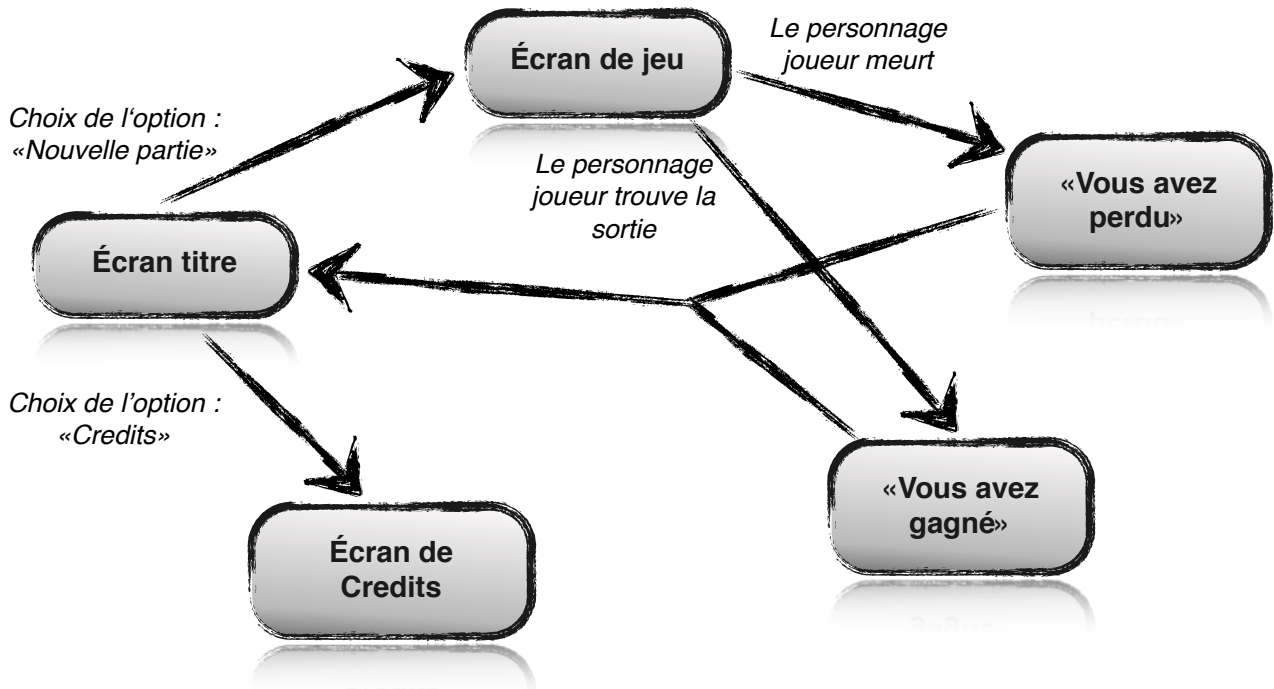 Écran de jeu
Le personnage
joueur meurt
Choix de l‘option :
«Nouvelle partie»
Le personnage
joueur trouve la
sortie
«Vous avez
perdu»
Écran titre
Choix de l’option :
«Credits»
«Vous avez
gagné»
Écran de
Credits